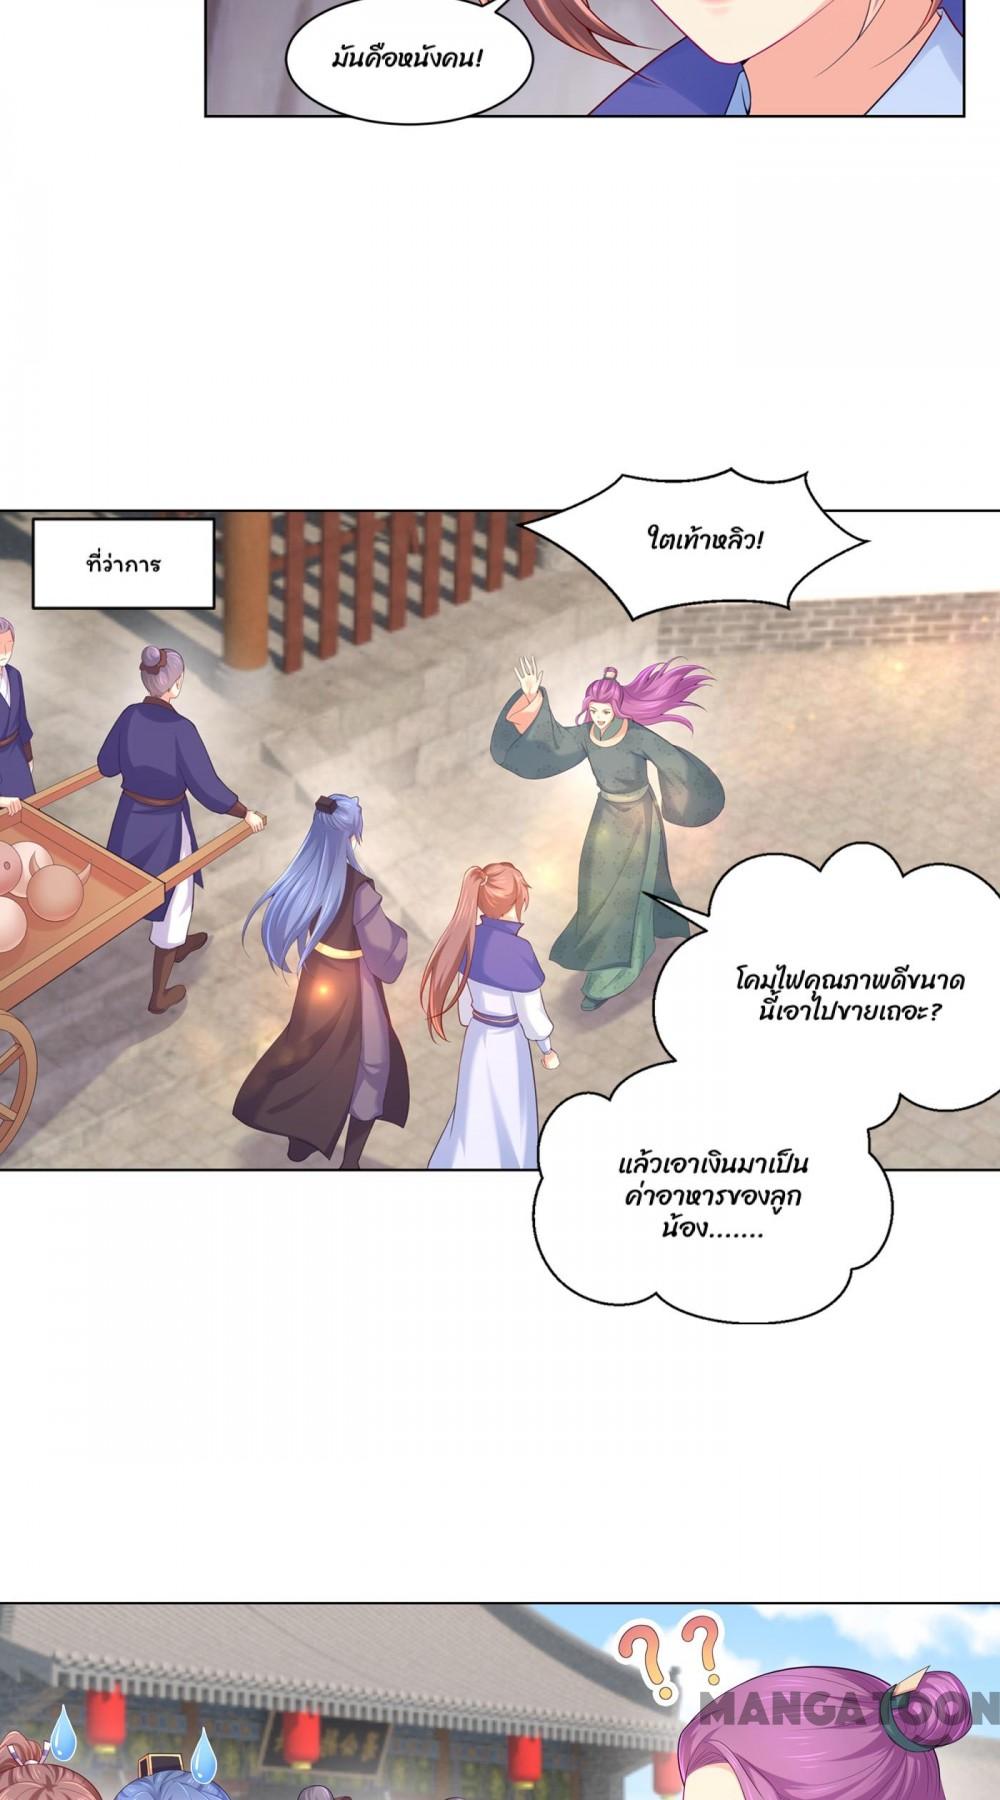 มันคือหนังคน!
ที่ว่าการ
ใตเท้าหลิว!
โคมไฟคุณภาพดีขนาด
นี้เอาไปขายเถอะ?
แล้วเอาเงินมาเป็น
ค่าอาหารของลูก
น้อง.......
??
MANGATOON